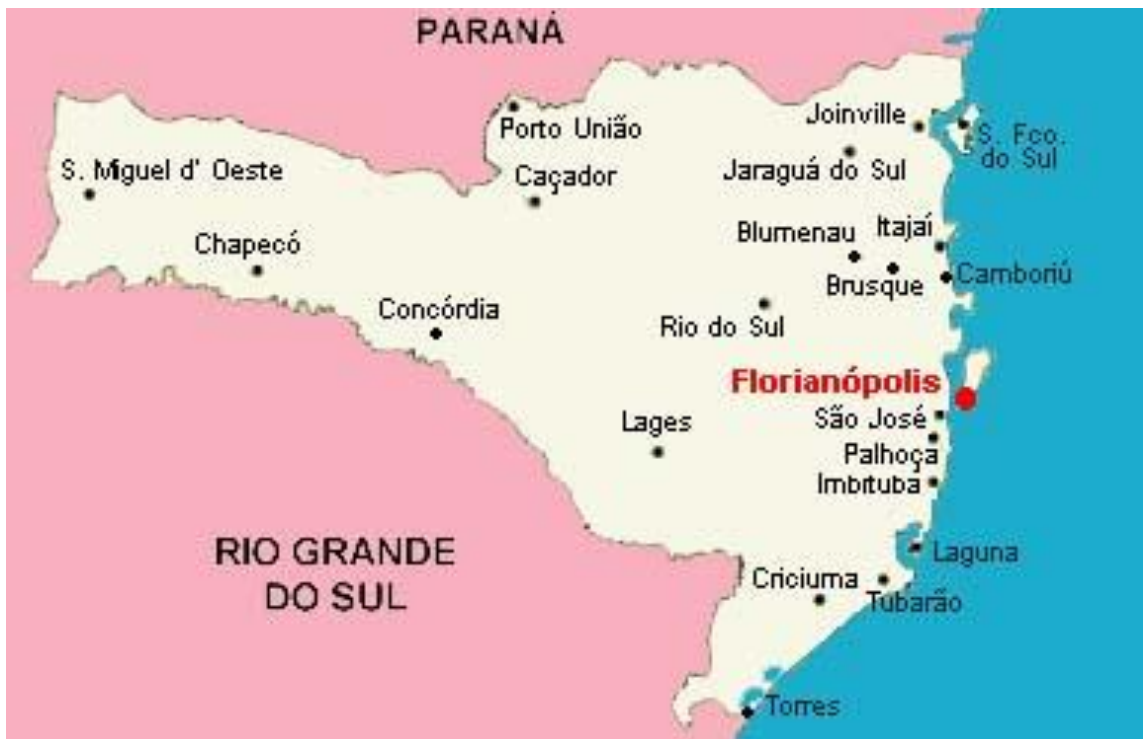 PARANÁ
Porto União
Joinville
S. Fco.
do Sul
S. Miguel d' Oeste
Caçador
Jaraguá do Sul
Chapecó
Blumenau
Itajaí
Brusque
Camboriú
Concórdia
Rio do Sul
Florianópolis
Lages
São José
Palhoça
Imbituba
RIO GRANDE
DO SUL
Laguna
Criciuma
Tubarão
Torres